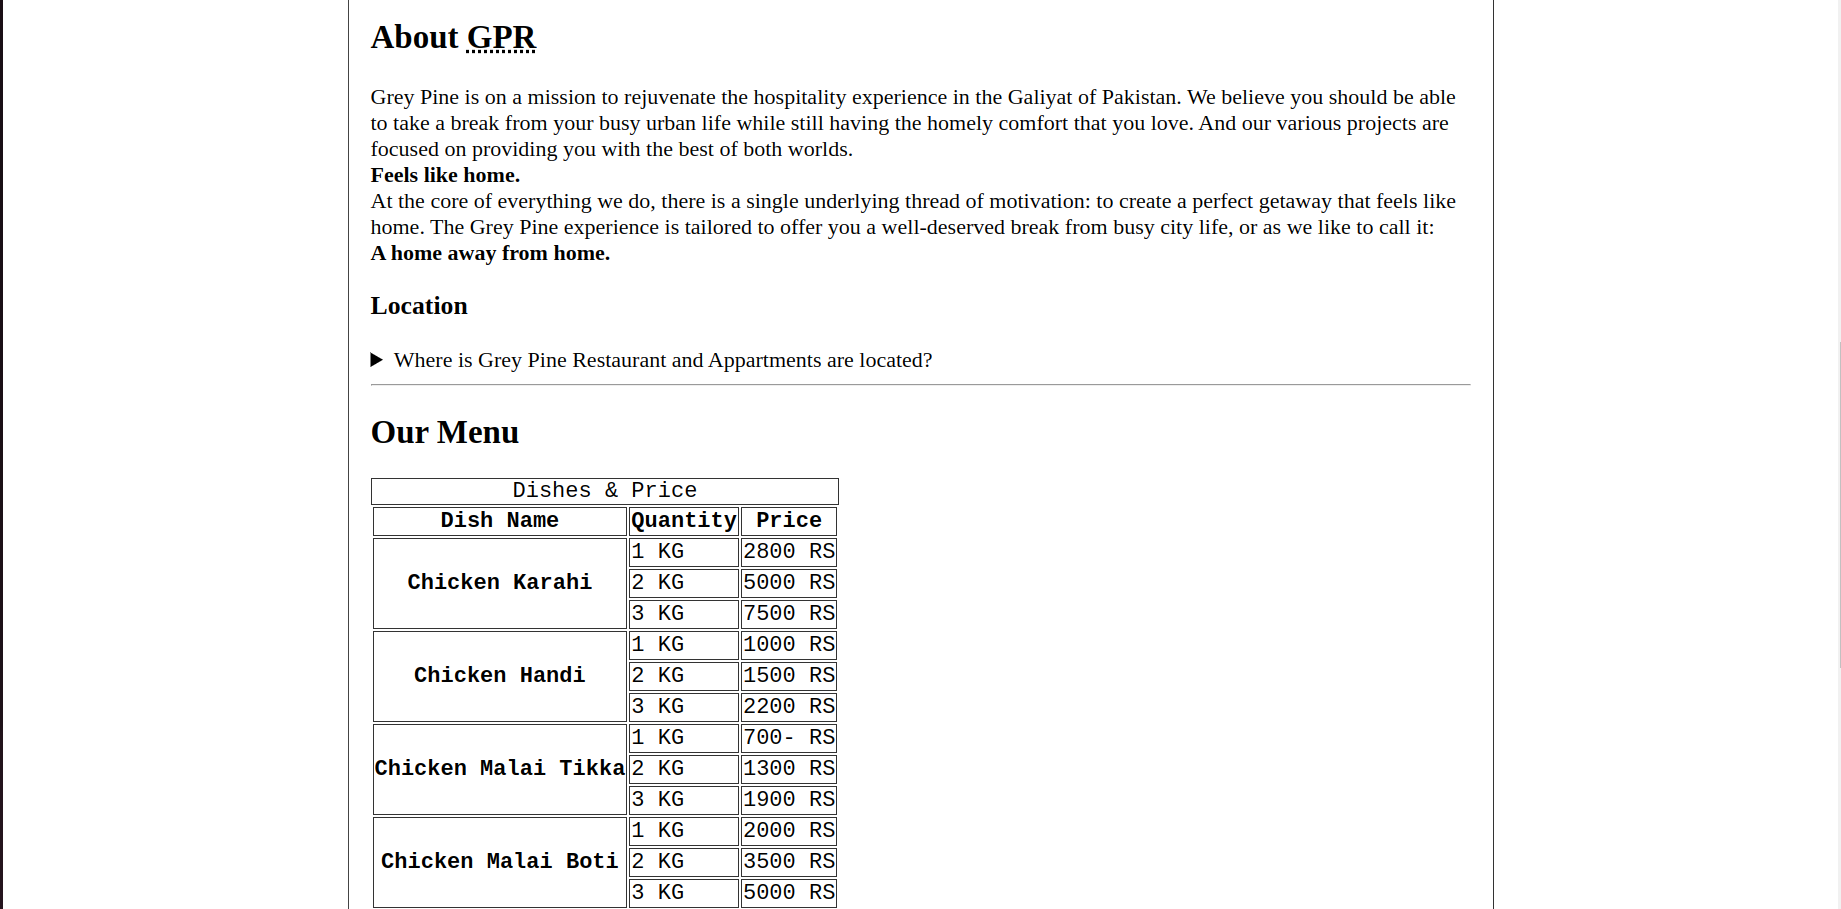 About GPR
Grey Pine is on a mission to rejuvenate the hospitality experience in the Galiyat of Pakistan. We believe you should be able
to take a break from your busy urban life while still having the homely comfort that you love. And our various projects are
focused on providing you with the best of both worlds.
Feels like home.
At the core of everything we do, there is a single underlying thread of motivation: to create a perfect getaway that feels like
home. The Grey Pine experience is tailored to offer you a well-deserved break from busy city life, or as we like to call it:
A home away from home.
Location
Where is Grey Pine Restaurant and Appartments are located?
Our Menu
Dishes & Price
Dish Name Quantity Price
Chicken Karahi
1 KG 2800 RS
2 KG 5000 RS
3 KG 7500 RS
Chicken Handi
1 KG 1000 RS
2 KG 1500 RS
3 KG 2200 RS
Chicken Malai Tikka
1 KG 700- RS
2 KG 1300 RS
3 KG 1900 RS
Chicken Malai Boti
1 KG 2000 RS
2 KG 3500 RS
3 KG 5000 RS